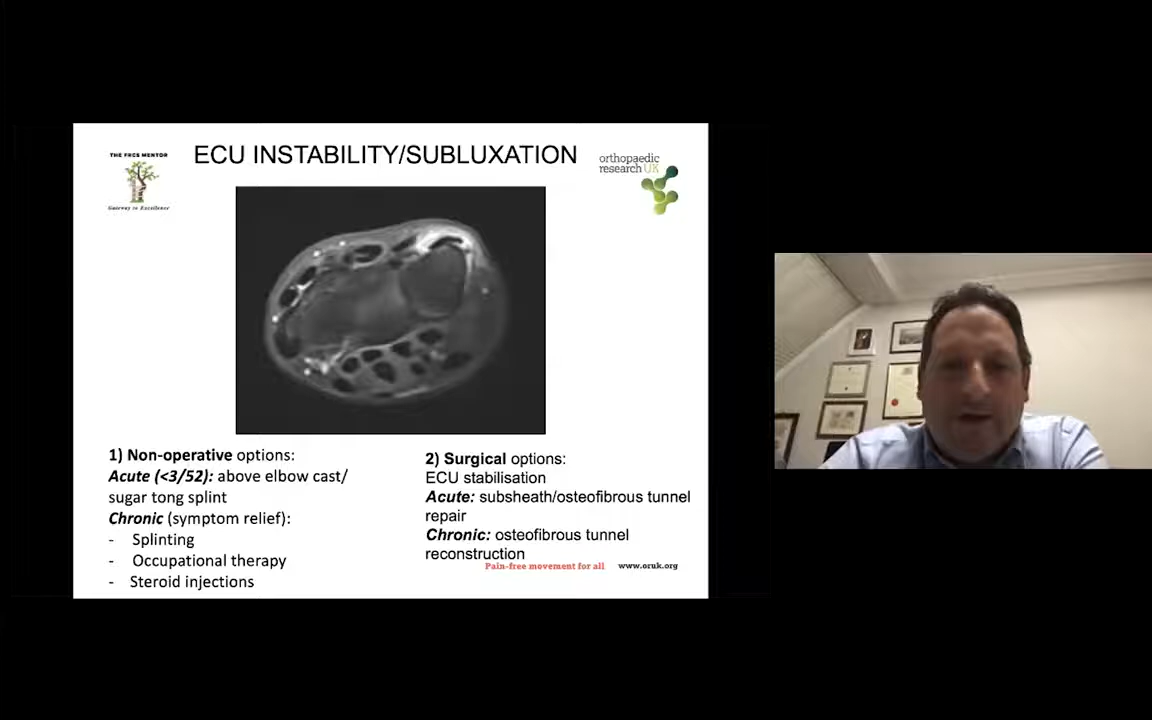 THE FRCS MENTOR
Gateway to Excellence
ECU INSTABILITY/SUBLUXATION
orthopaedic
research UK
1) Non-operative options:
Acute (<3/52): above elbow cast/
sugar tong splint
Chronic (symptom relief):
- Splinting
- Occupational therapy
- Steroid injections
2) Surgical options:
ECU stabilisation
Acute: subsheath/osteofibrous tunnel
repair
Chronic: osteofibrous tunnel
reconstruction
Pain-free movement for all www.oruk.org